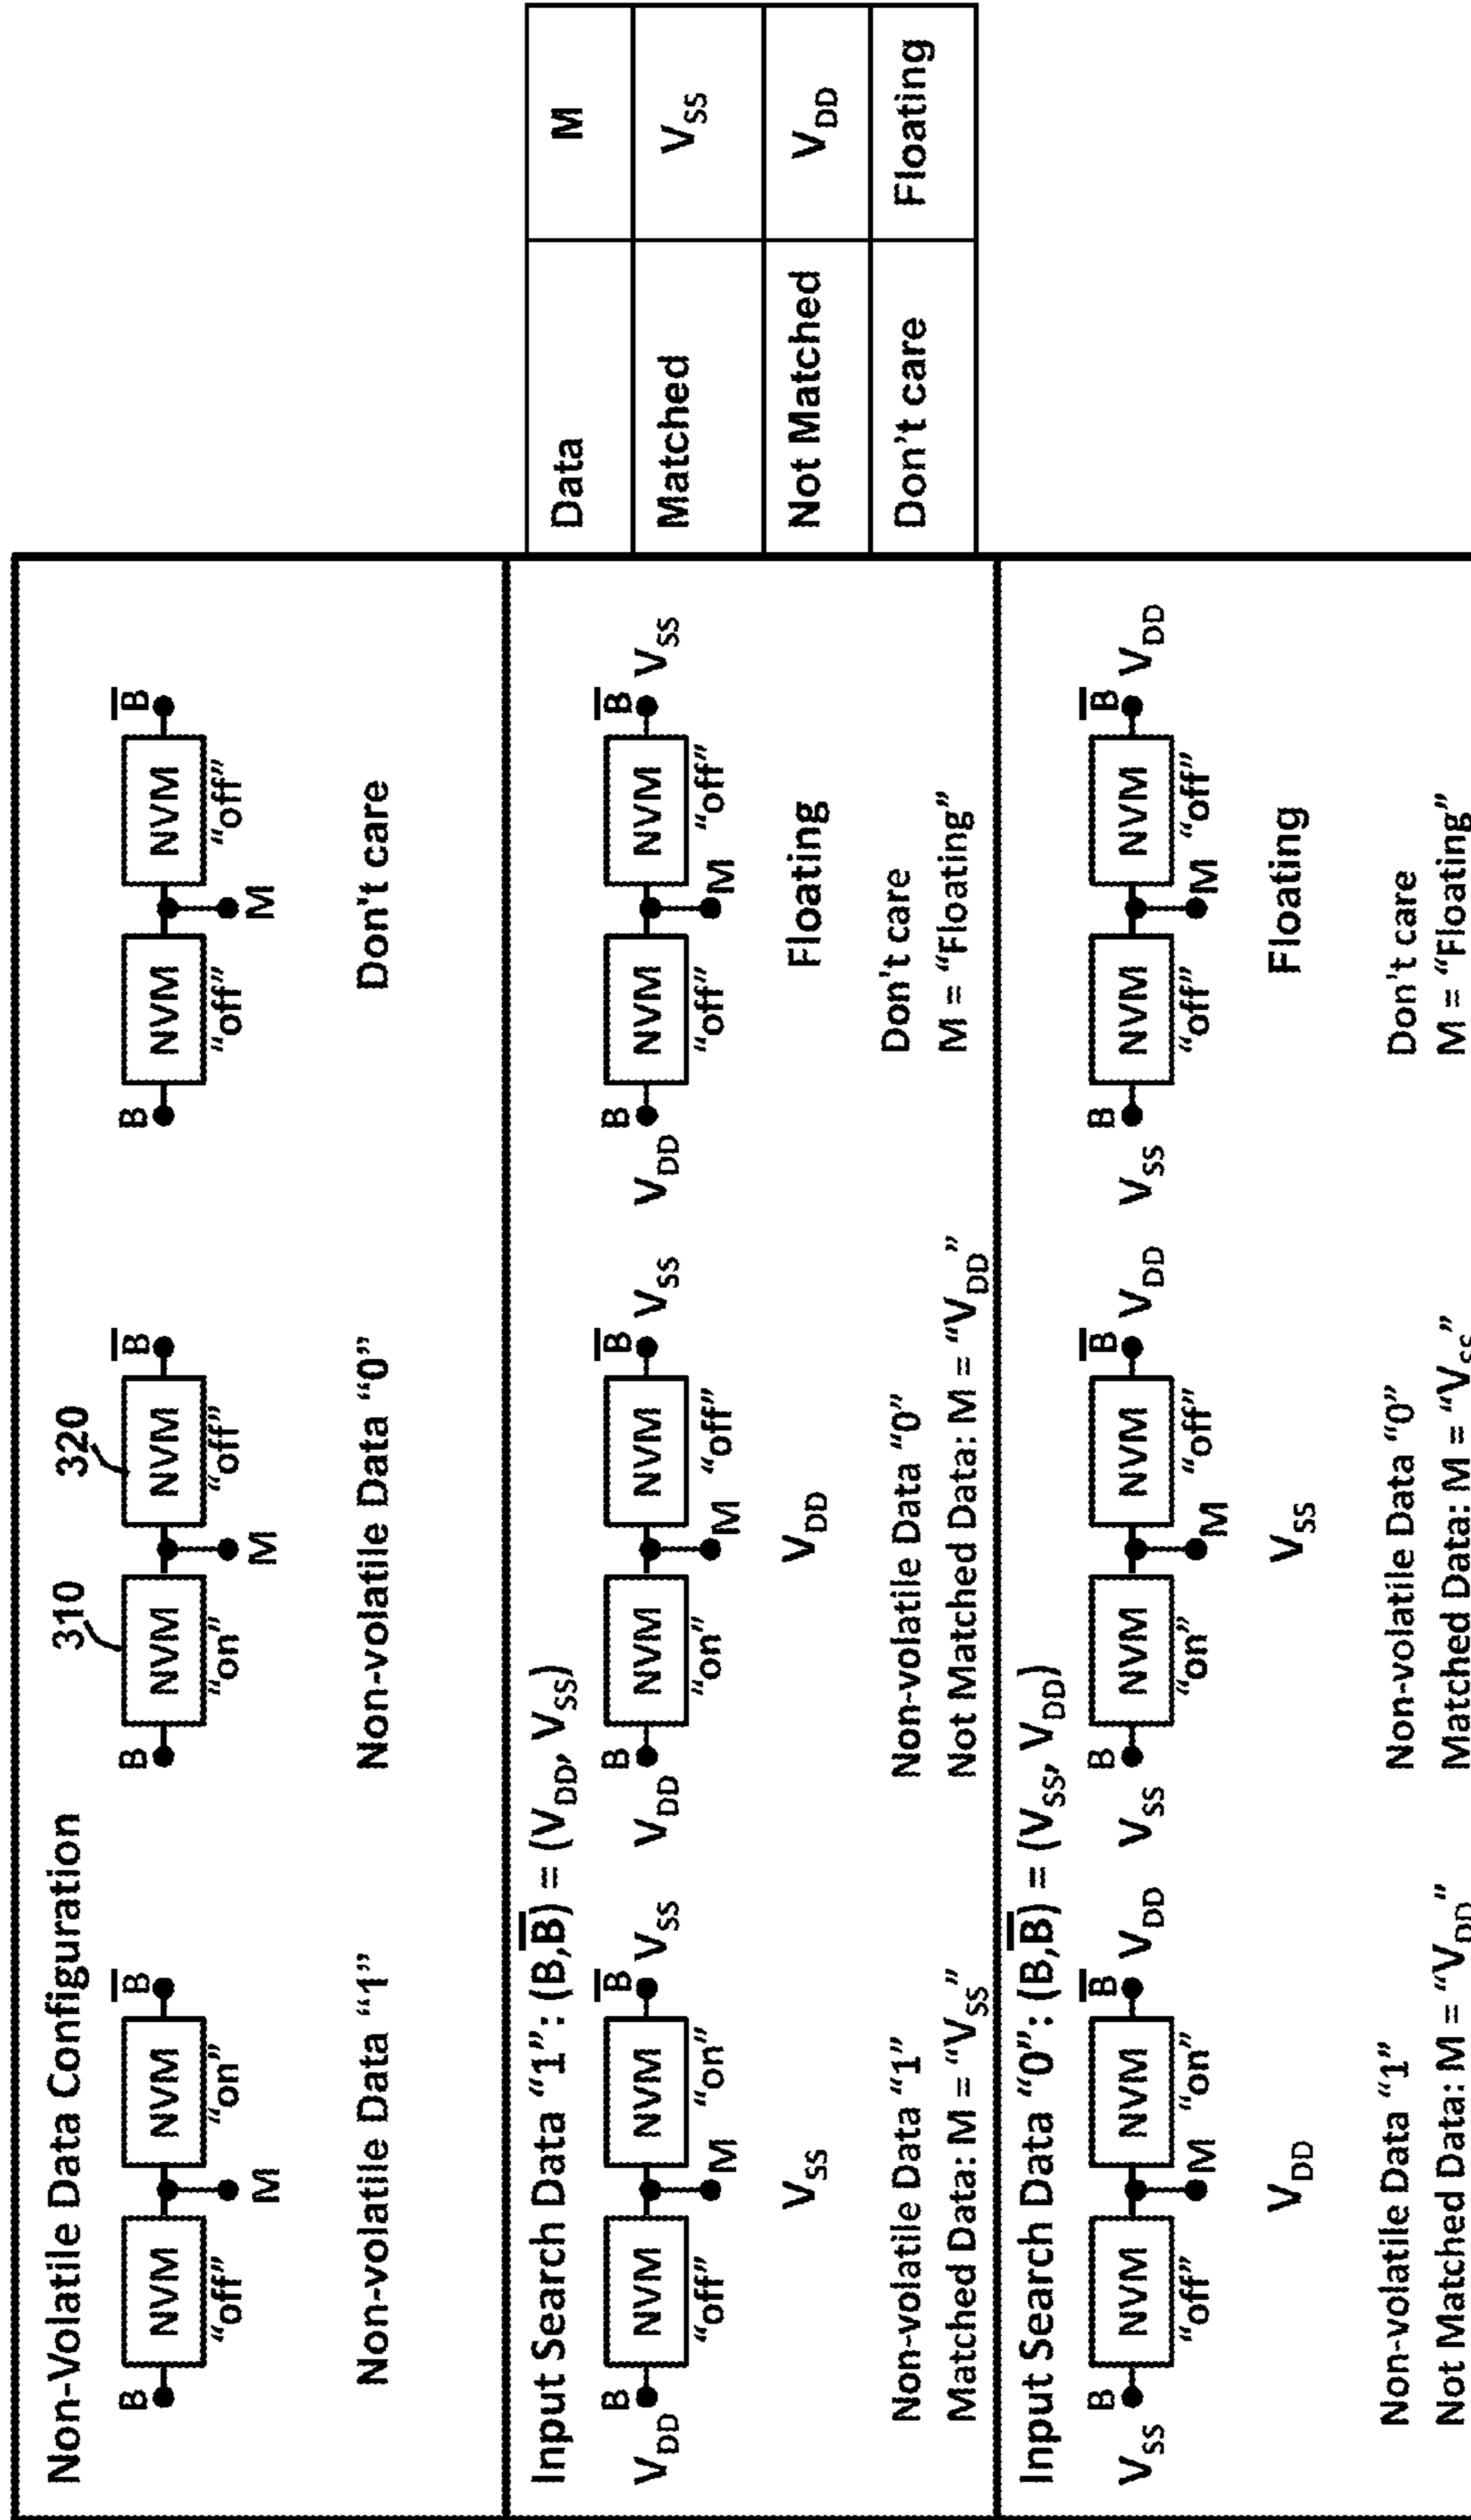 Non-Volatile Data Configuration
310 320
B NVM NVM B B NVM NVM B B NVM NVM B
“off” “on” “on” “off” “off” “off”
M M M
Non-volatile Data “1” Non-volatile Data “0” Don't care
Input Search Data “1”: (B,B) = (VDD, VSS)
B NVM NVM B B NVM NVM B B NVM NVM B
VDD VSS VDD VSS VDD VSS
“off” “on” “on” “off” “off” “off”
M M M
VSS VDD Floating
Non-volatile Data “1” Non-volatile Data “0” Don't care
Matched Data: M = “VSS” Not Matched Data: M = “VDD” M = “Floating”
Input Search Data “0”: (B,B) = (VSS, VDD)
B NVM NVM B B NVM NVM B B NVM NVM B
VSS VDD VSS VDD VSS VDD
“off” “on” “on” “off” “off” “off”
M M M
VDD VSS Floating
Non-volatile Data “1” Non-volatile Data “0” Don't care
Not Matched Data: M = “VDD” Matched Data: M = “VSS” M = “Floating”
Data M
Matched VSS
Not Matched VDD
Don't care Floating